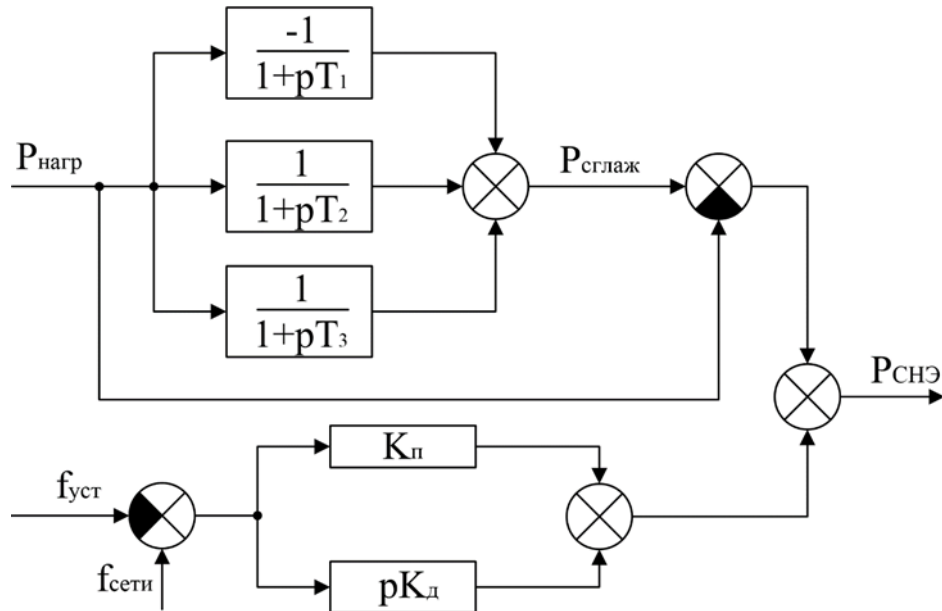 -1
1+pT1
Pнагр
1
1+pT2
Pсглаж
1
1+pT3
PСНЭ
Kп
fуст
fсети
pKд